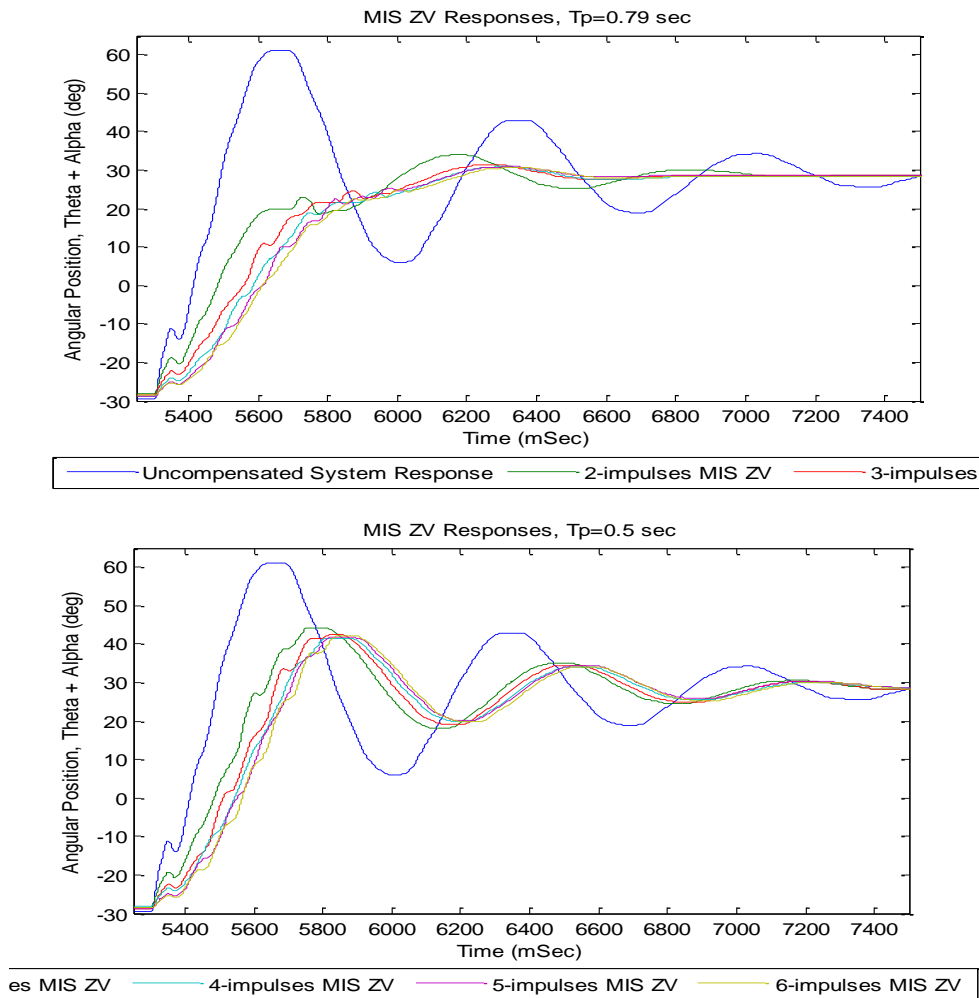 MIS ZV Responses, Tp=0.79 sec
Angular Position, Theta + Alpha (deg)
60
50
40
30
20
10
0
-10
-20
-30
5400 5600 5800 6000 6200 6400 6600 6800 7000 7200 7400
Time (mSec)
Uncompensated System Response 2-impulses MIS ZV 3-impulses
MIS ZV Responses, Tp=0.5 sec
Angular Position, Theta + Alpha (deg)
60
50
40
30
20
10
0
-10
-20
-30
5400 5600 5800 6000 6200 6400 6600 6800 7000 7200 7400
Time (mSec)
es MIS ZV 4-impulses MIS ZV 5-impulses MIS ZV 6-impulses MIS ZV